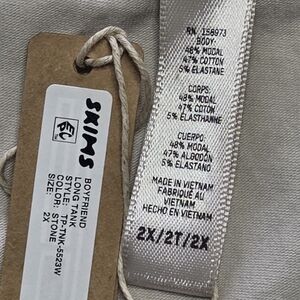 SKIMS
BOYFRIEND
LONG TANK
STYLE: TP-TNK-5523W
COLOR: STONE
SIZE: 2X
RN 158973
BODY:
48% MODAL
47% COTTON
5% ELASTANE
CORPS:
48% MODAL
47% COTON
5% ÉLASTHANNE
CUERPO:
48% MODAL
47% ALGODÓN
5% ELASTANO
MADE IN VIETNAM
FABRIQUÉ AU
VIETNAM
HECHO EN VIETNAM
2X/2T/2X